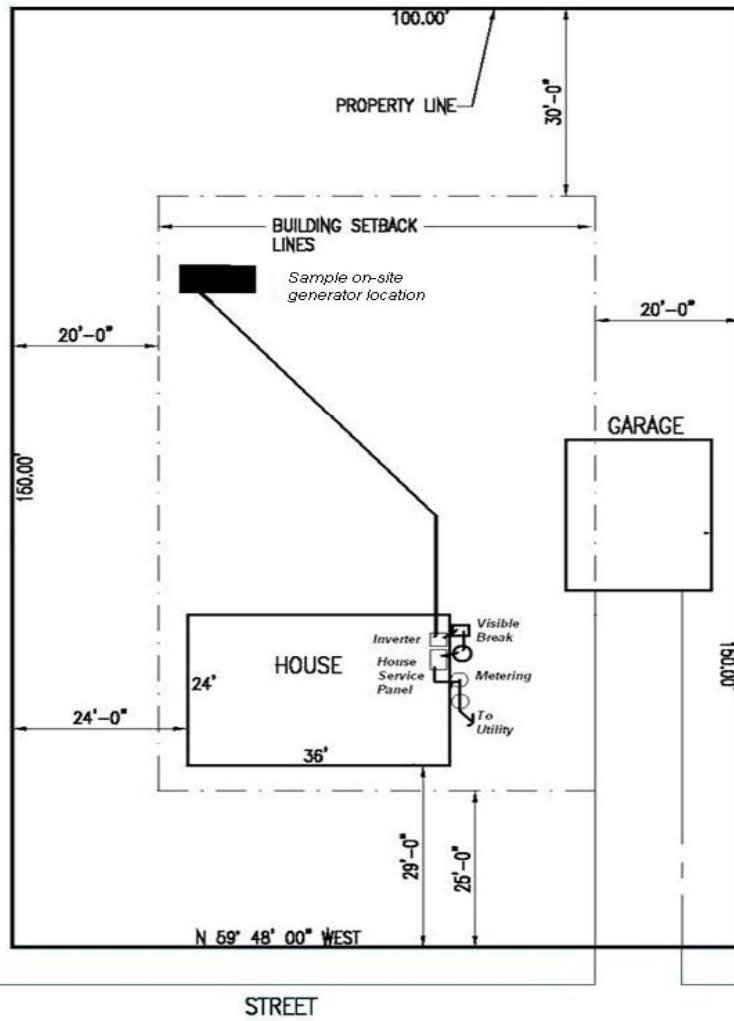 100.00'
PROPERTY LINE
30'-0"
BUILDING SETBACK
LINES
Sample on-site
generator location
20'-0"
20'-0"
GARAGE
150.00'
Inverter
Visible
Break
HOUSE
House
Service
Panel
24'
Metering
150.00'
24'-0"
To
Utility
36'
29'-0"
25'-0"
N 59' 48' 00" WEST
STREET